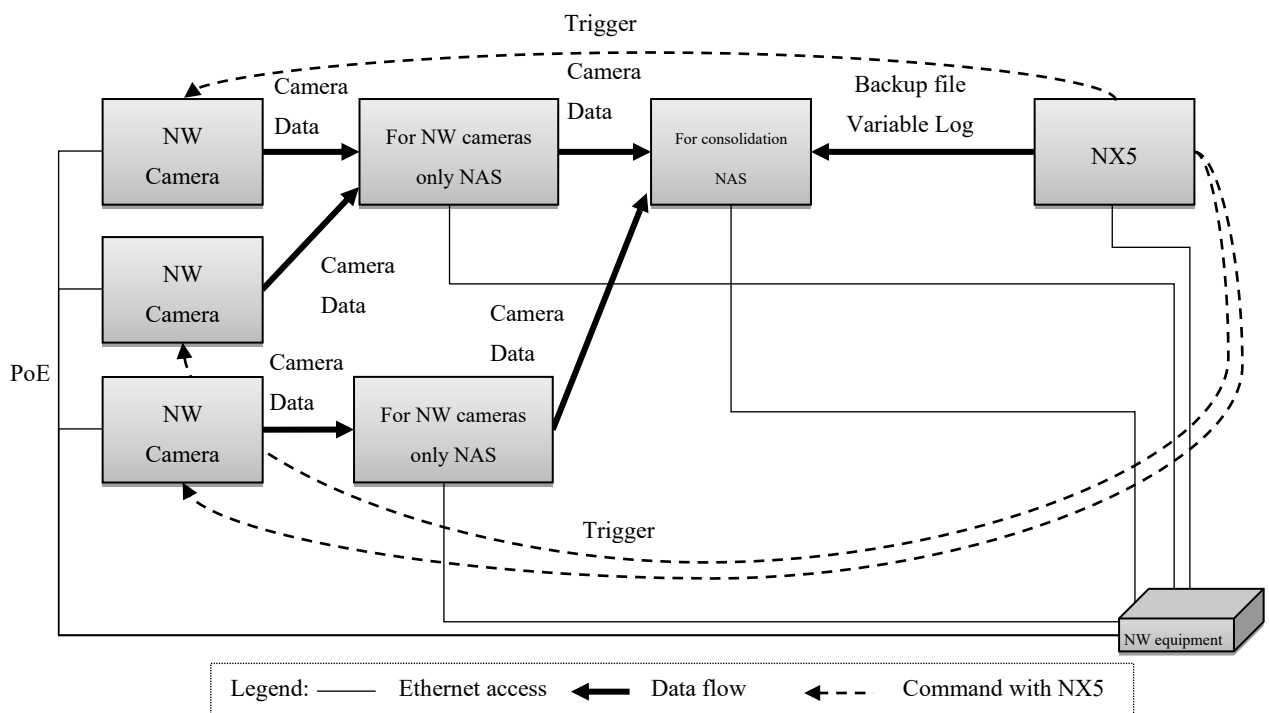 Trigger
Camera
Data
Camera
Data
Backup file
Variable Log
NW
Camera
For NW cameras
only NAS
For consolidation
NAS
NX5
NW
Camera
Camera
Data
Camera
Data
PoE
Camera
Data
NW
Camera
For NW cameras
only NAS
Trigger
NW equipment
Legend: Ethernet access Data flow Command with NX5